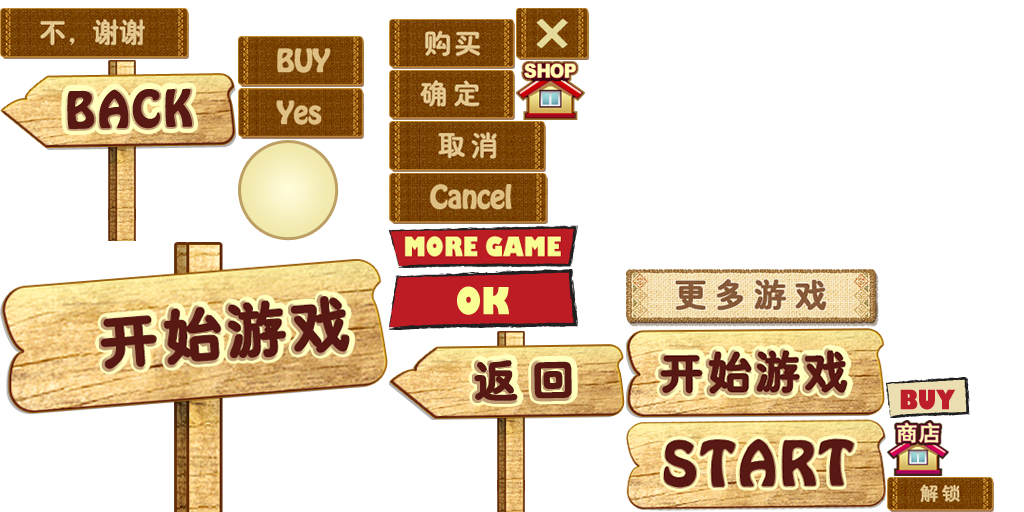 不，谢谢
BACK
BUY
Yes
购买
确定
取消
Cancel
MORE GAME
OK
SHOP
开始游戏
返回
更多游戏
开始游戏
START
BUY
商店
解锁